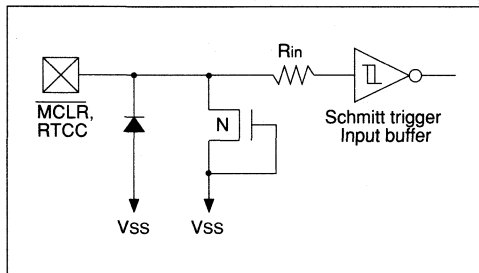 Rin
MCLR,
RTCC
N
Schmitt trigger
Input buffer
VSS
VSS